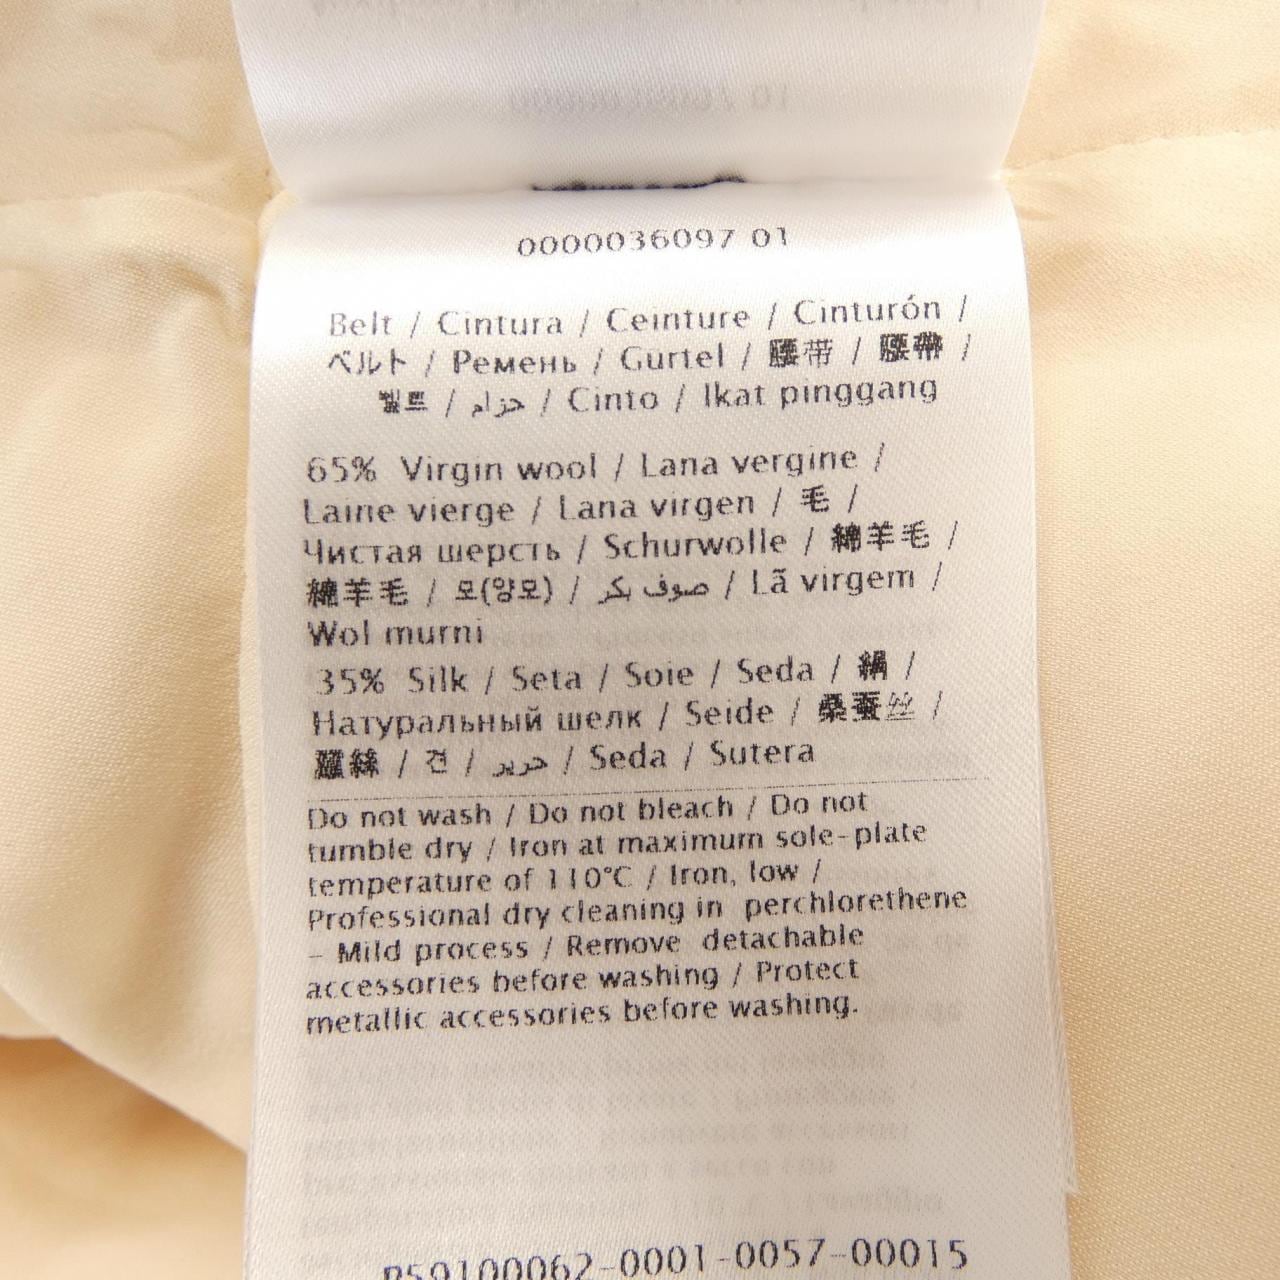 0000036097 01
Belt / Cintura / Ceinture / Cinturón /
ベルト / Ремень / Gurtel / 腰带 / 腰帶 /
벨트 / حزام / Cinto / Ikat pinggang
65% Virgin wool / Lana vergine /
Laine vierge / Lana virgen / 毛 /
Чистая шерсть / Schurwolle / 綿羊毛 /
綿羊毛 / 모(양모) / صوف بكر / Lã virgem /
Wol murni
35% Silk / Seta / Soie / Seda / 絹 /
Натуральный шелк / Seide / 桑蚕丝 /
蠶絲 / 견 / حرير / Seda / Sutera
Do not wash / Do not bleach / Do not
tumble dry / Iron at maximum sole-plate
temperature of 110°C / Iron, low /
Professional dry cleaning in perchlorethene
- Mild process / Remove detachable
accessories before washing / Protect
metallic accessories before washing.
P59100062-0001-0057-00015